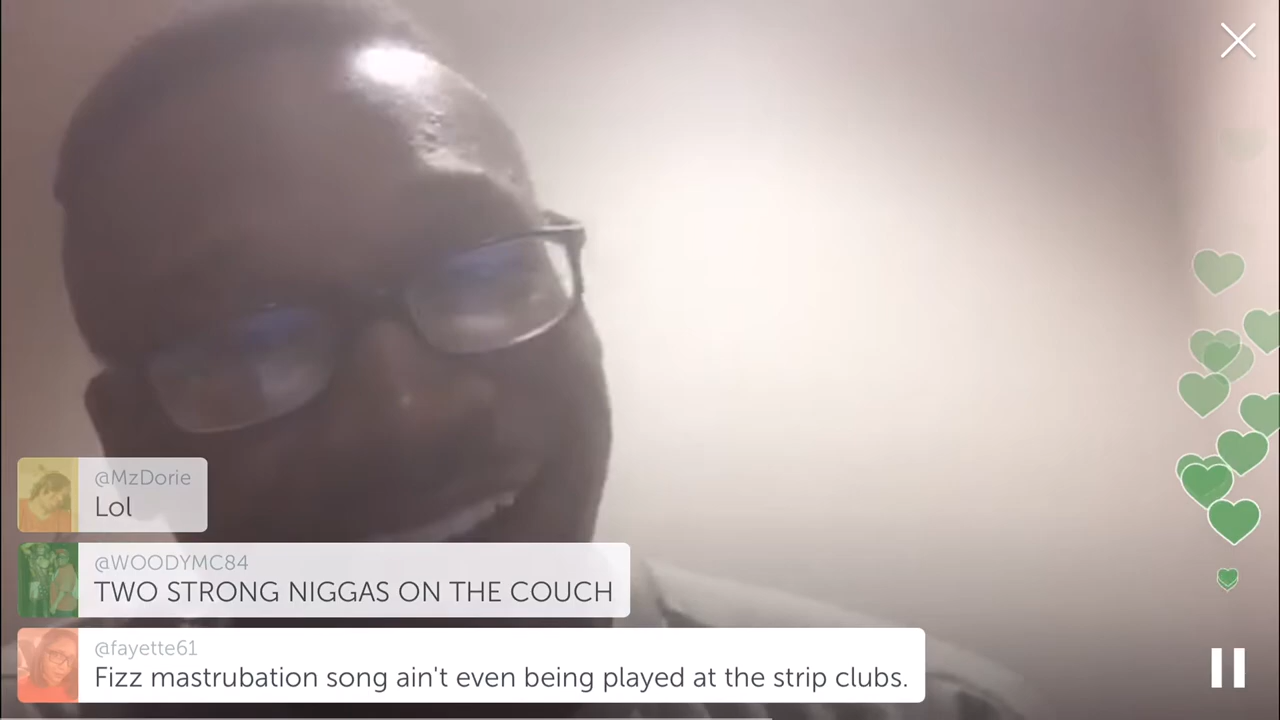 @MzDorie
Lol
@WOODYMC84
TWO STRONG NIGGAS ON THE COUCH
@fayette61
Fizz mastrubation song ain't even being played at the strip clubs.